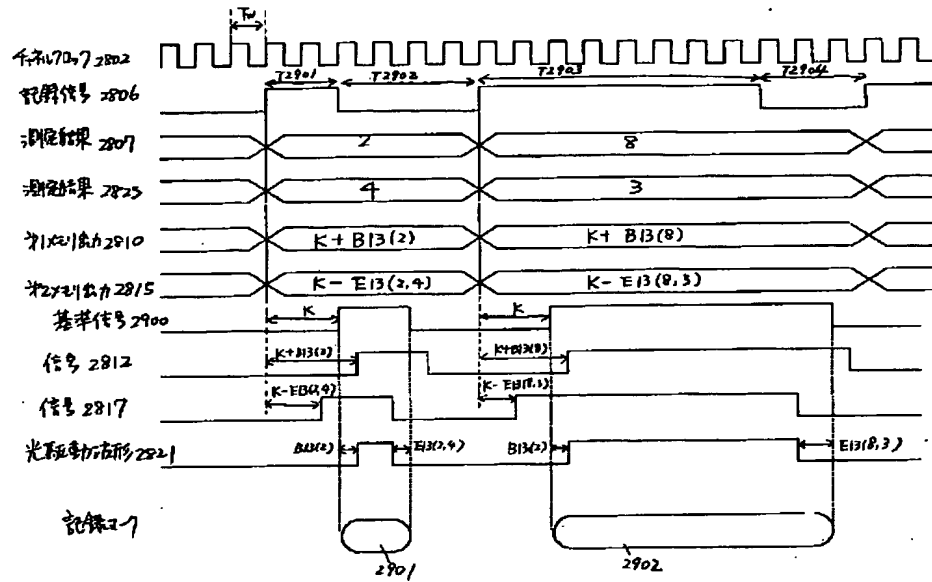 Tw
チャネルクロック 2802
T2901 T2902 T2903 T2904
記録信号 2806
測定結果 2807 2 8
測定結果 2825 4 3
第1メモリ出力 2810 K+B13(2) K+B13(8)
第2メモリ出力 2815 K-E13(2,4) K-E13(8,3)
基準信号 2900 K K
信号 2812 K+B13(2) K+B13(8)
信号 2817 K-E13(2,4) K-E13(8,3)
光駆動波形 2821 B13(2) E13(2,4) B13(2) E13(8,3)
記録マーク
2901 2902